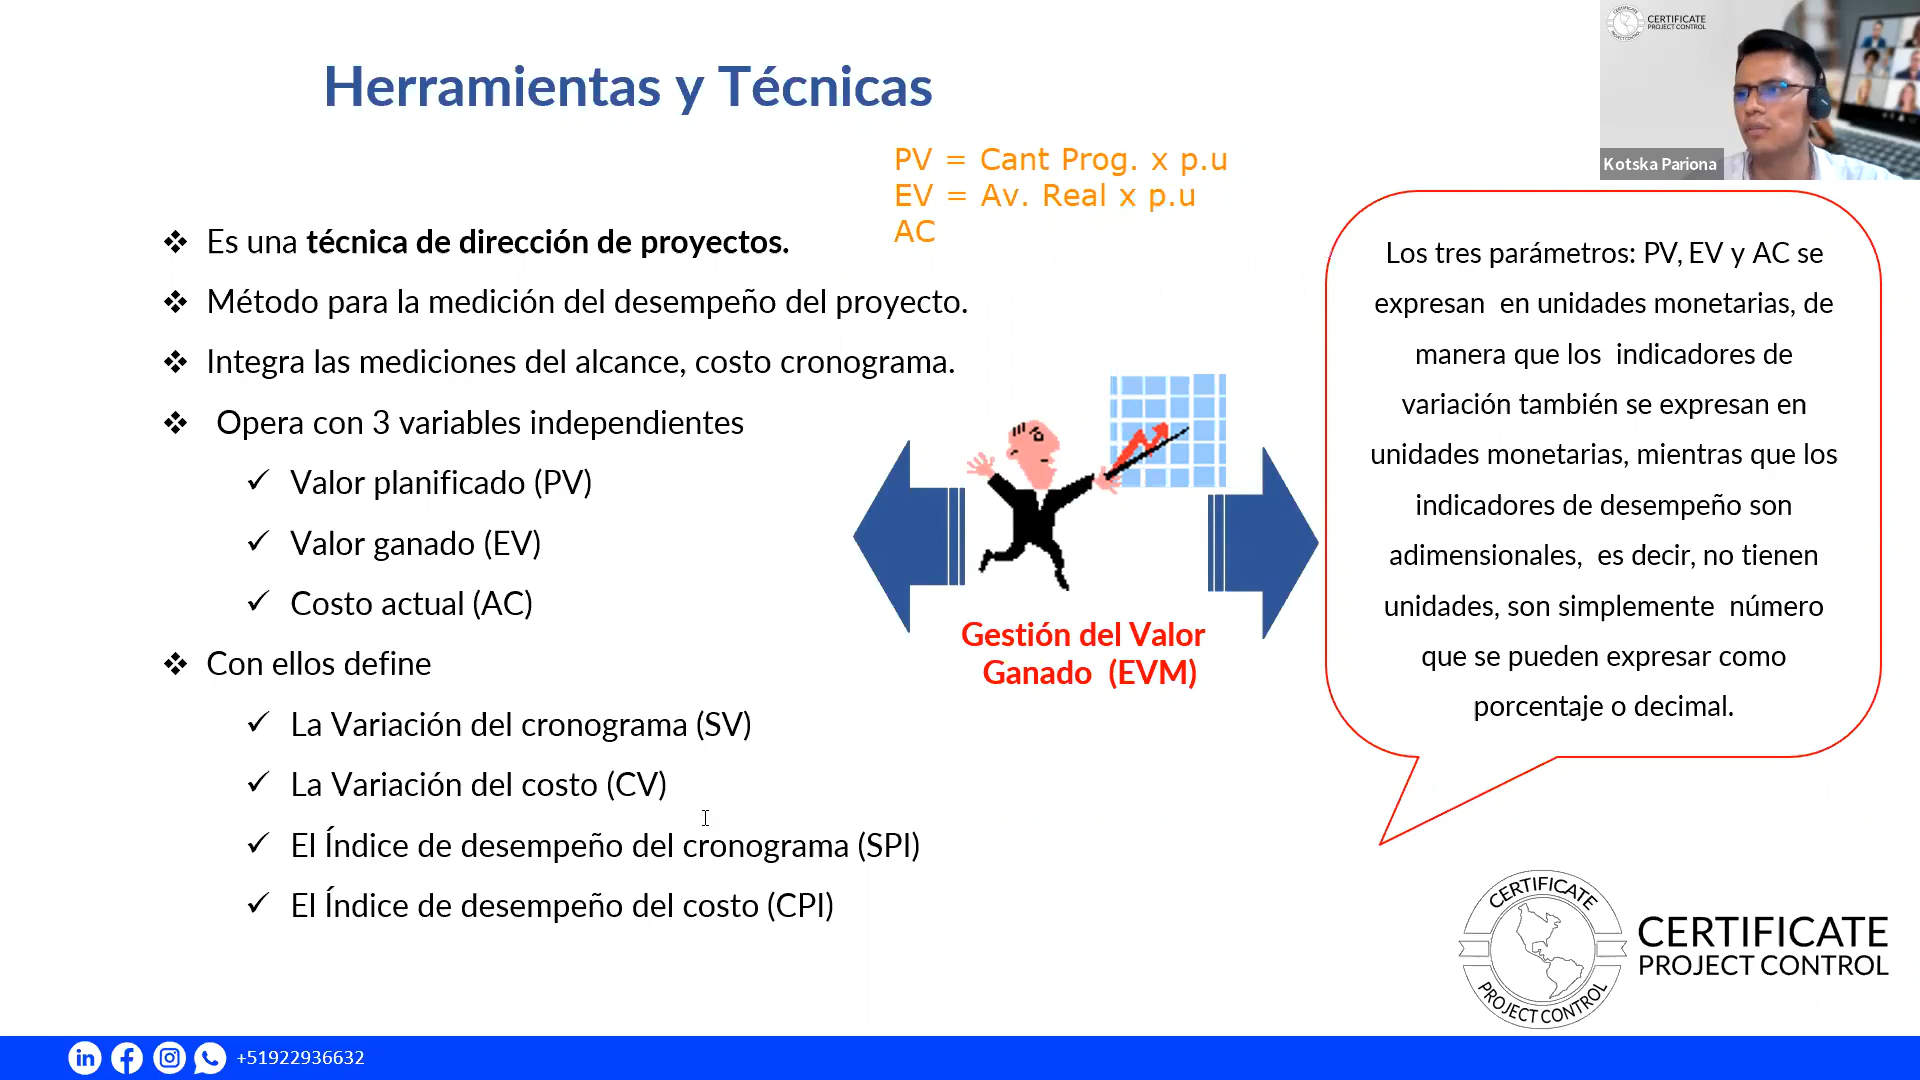 Herramientas y Técnicas
CERTIFICATE
PROJECT CONTROL
Kotska Pariona
PV = Cant Prog. x p.u
EV = Av. Real x p.u
AC
❖ Es una técnica de dirección de proyectos.
❖ Método para la medición del desempeño del proyecto.
❖ Integra las mediciones del alcance, costo cronograma.
❖ Opera con 3 variables independientes
✓ Valor planificado (PV)
✓ Valor ganado (EV)
✓ Costo actual (AC)
❖ Con ellos define
✓ La Variación del cronograma (SV)
✓ La Variación del costo (CV)
✓ El Índice de desempeño del cronograma (SPI)
✓ El Índice de desempeño del costo (CPI)
Gestión del Valor
Ganado (EVM)
Los tres parámetros: PV, EV y AC se
expresan en unidades monetarias, de
manera que los indicadores de
variación también se expresan en
unidades monetarias, mientras que los
indicadores de desempeño son
adimensionales, es decir, no tienen
unidades, son simplemente número
que se pueden expresar como
porcentaje o decimal.
CERTIFICATE
PROJECT CONTROL
CERTIFICATE
PROJECT CONTROL
+51922936632